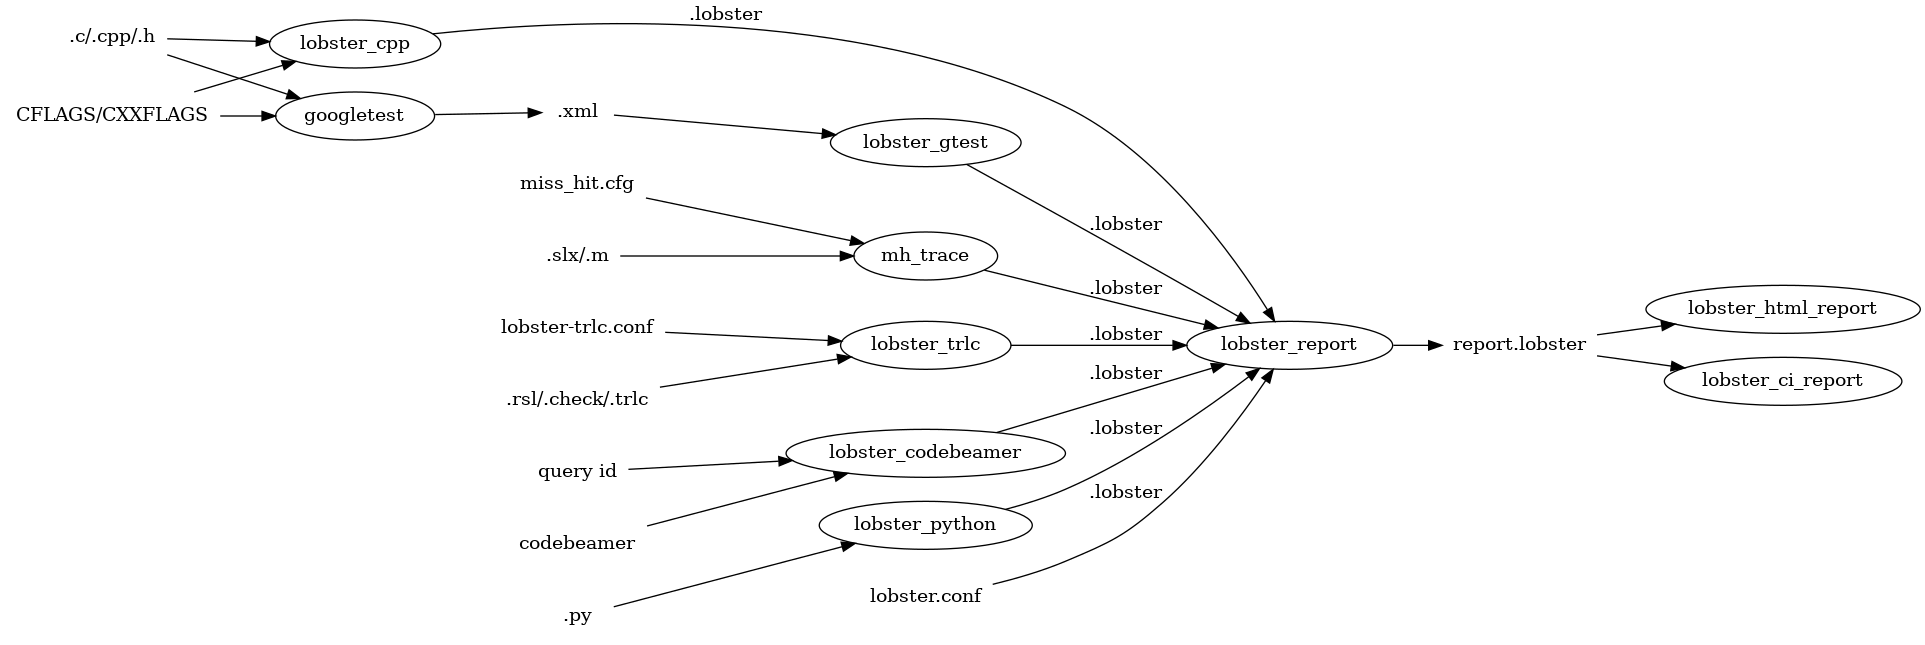 .lobster
.c/.cpp/.h
lobster_cpp
CFLAGS/CXXFLAGS
googletest
.xml
lobster_gtest
miss_hit.cfg
.lobster
.slx/.m
mh_trace
.lobster
lobster-trlc.conf
lobster_trlc
.lobster
lobster_report
report.lobster
lobster_html_report
lobster_ci_report
.rsl/.check/.trlc
.lobster
query id
lobster_codebeamer
.lobster
codebeamer
lobster_python
.lobster
.py
lobster.conf